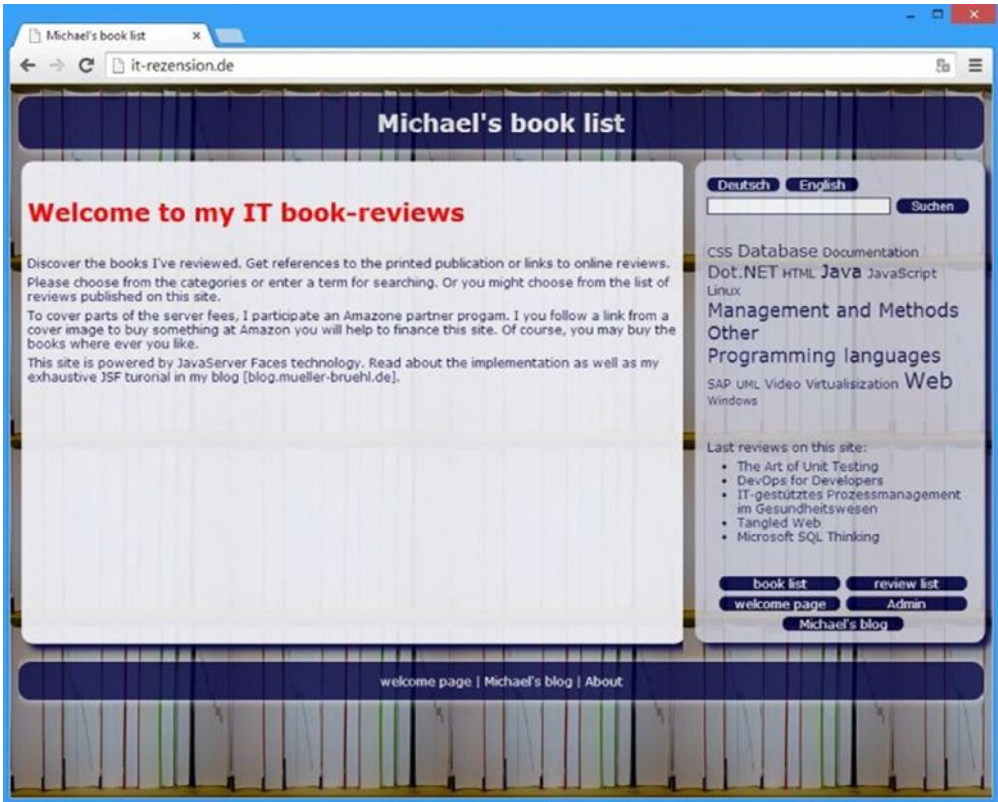 Michael's book list
it-rezension.de
Michael's book list
Welcome to my IT book-reviews
Discover the books I've reviewed. Get references to the printed publication or links to online reviews.
Please choose from the categories or enter a term for searching. Or you might choose from the list of
reviews published on this site.
To cover parts of the server fees, I participate an Amazone partner progam. I you follow a link from a
cover image to buy something at Amazon you will help to finance this site. Of course, you may buy the
books where ever you like.
This site is powered by JavaServer Faces technology. Read about the implementation as well as my
exhaustive JSF turorial in my blog [blog.mueller-bruehl.de].
Deutsch English
Suchen
CSS Database Documentation
Dot.NET HTML Java JavaScript
Linux
Management and Methods
Other
Programming languages
SAP UML Video Virtualisization Web
Windows
Last reviews on this site:
• The Art of Unit Testing
• DevOps for Developers
• IT-gestütztes Prozessmanagement
im Gesundheitswesen
• Tangled Web
• Microsoft SQL Thinking
book list review list
welcome page Admin
Michael's blog
welcome page | Michael's blog | About